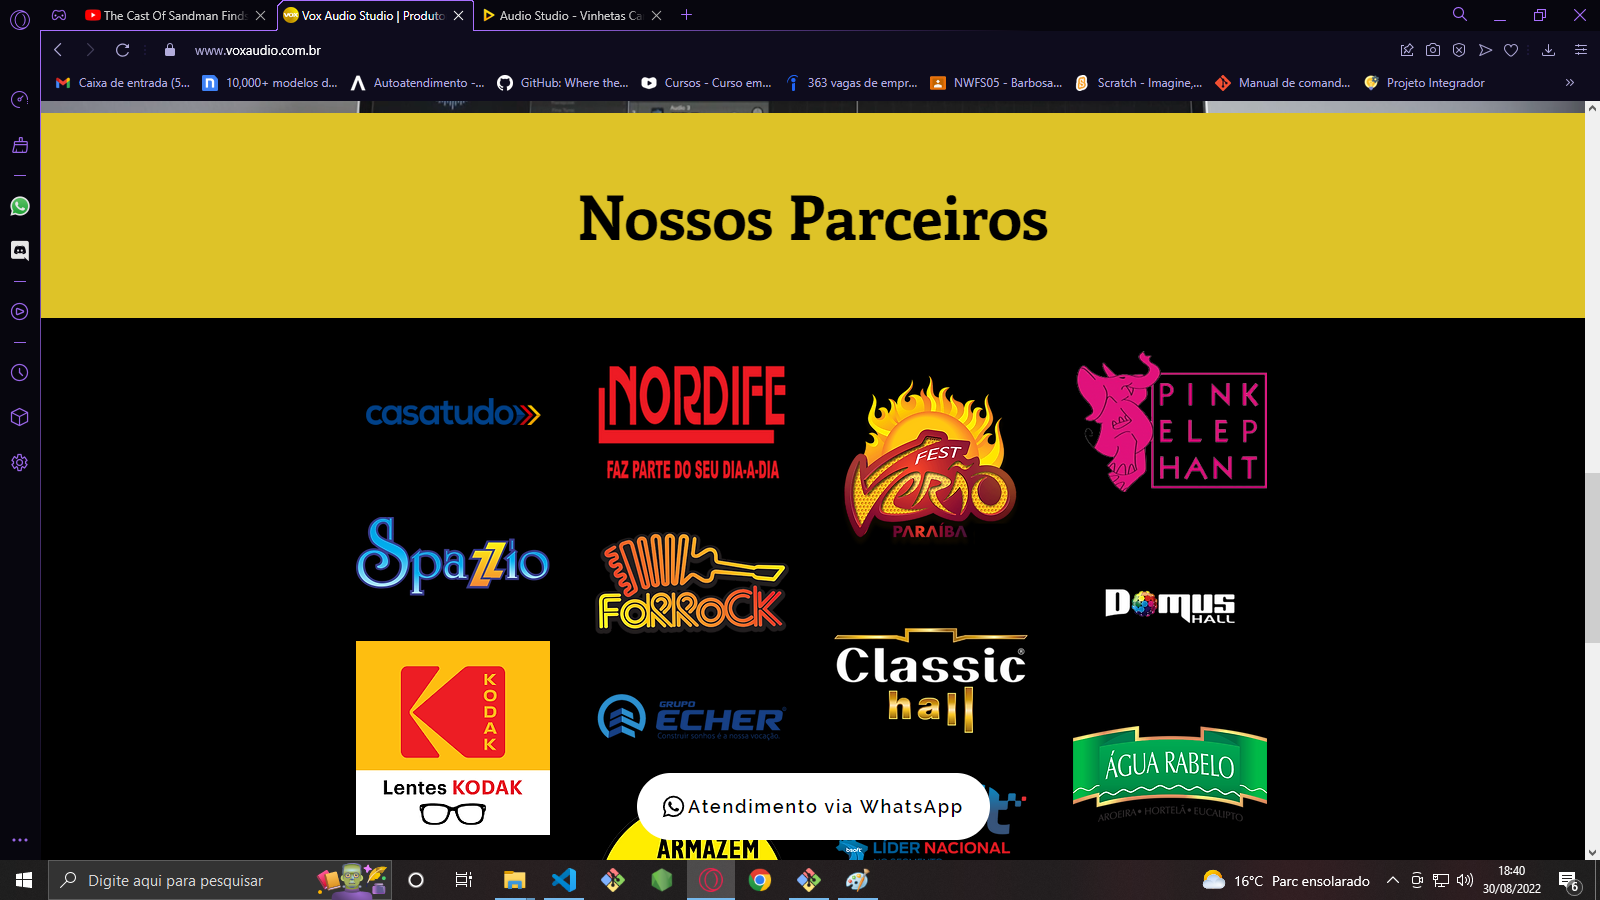 The Cast Of Sandman Finds
Vox Audio Studio | Produto
Audio Studio - Vinhetas Ca
www.voxaudio.com.br
Caixa de entrada (5...
10,000+ modelos d...
Autoatendimento -...
GitHub: Where the...
Cursos - Curso em...
363 vagas de empr...
NWFS05 - Barbosa...
Scratch - Imagine,...
Manual de comand...
Projeto Integrador
Nossos Parceiros
casatudo
NORDIFE
FAZ PARTE DO SEU DIA-A-DIA
FEST
VERÃO
PARAÍBA
PINK
ELEP
HANT
Spazzio
FORROCK
DOMUS
HALL
KODAK
Lentes KODAK
GRUPO
ECHER
Construir sonhos é a nossa vocação
Classic
hall
ÁGUA RABELO
AROEIRA • HORTELÃ • EUCALIPTO
Atendimento via WhatsApp
ARMAZEM
bsoft
LÍDER NACIONAL
Digite aqui para pesquisar
16°C Parc ensolarado
18:40
30/08/2022
6